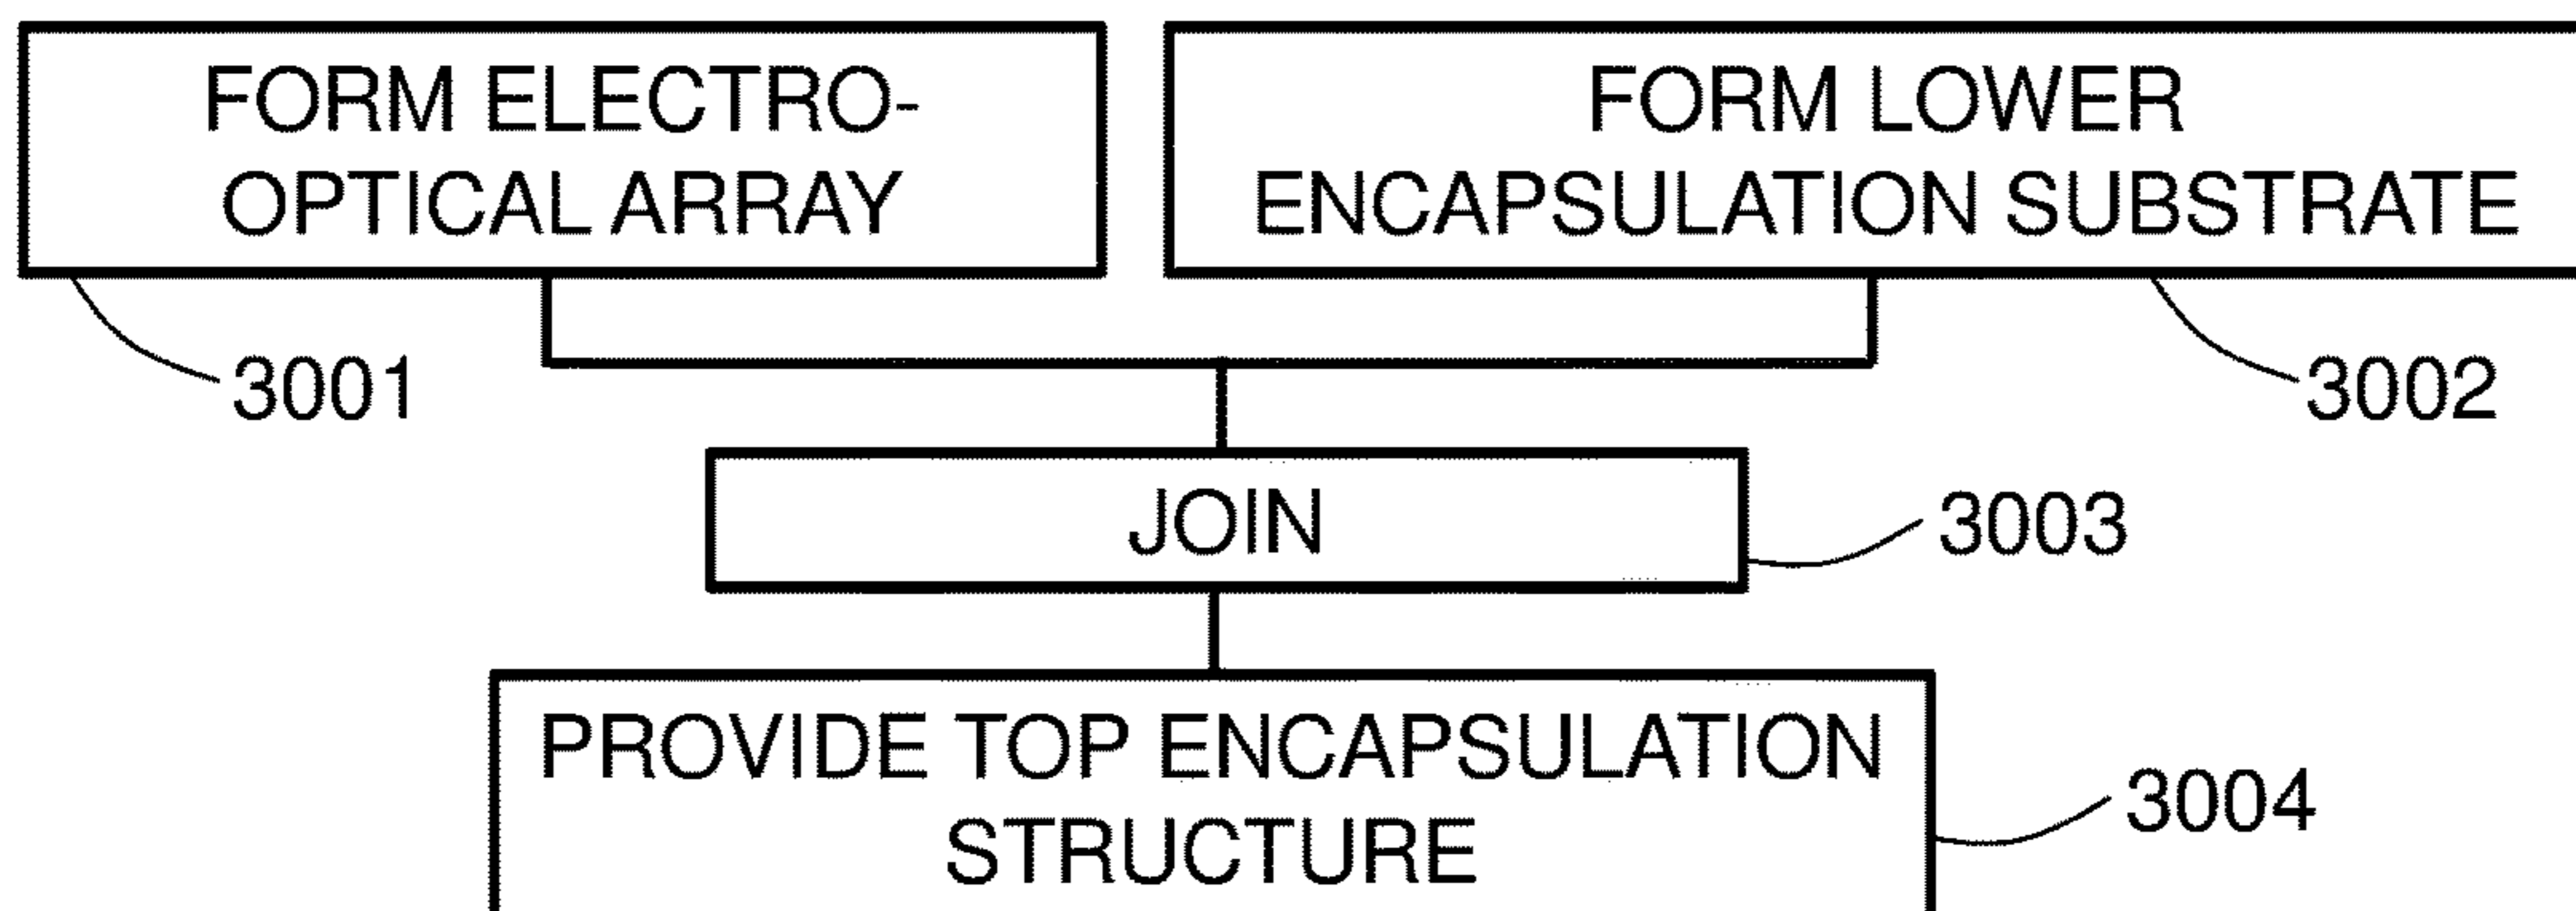 FORM ELECTRO-
OPTICAL ARRAY
FORM LOWER
ENCAPSULATION SUBSTRATE
3001
3002
JOIN
3003
PROVIDE TOP ENCAPSULATION
STRUCTURE
3004